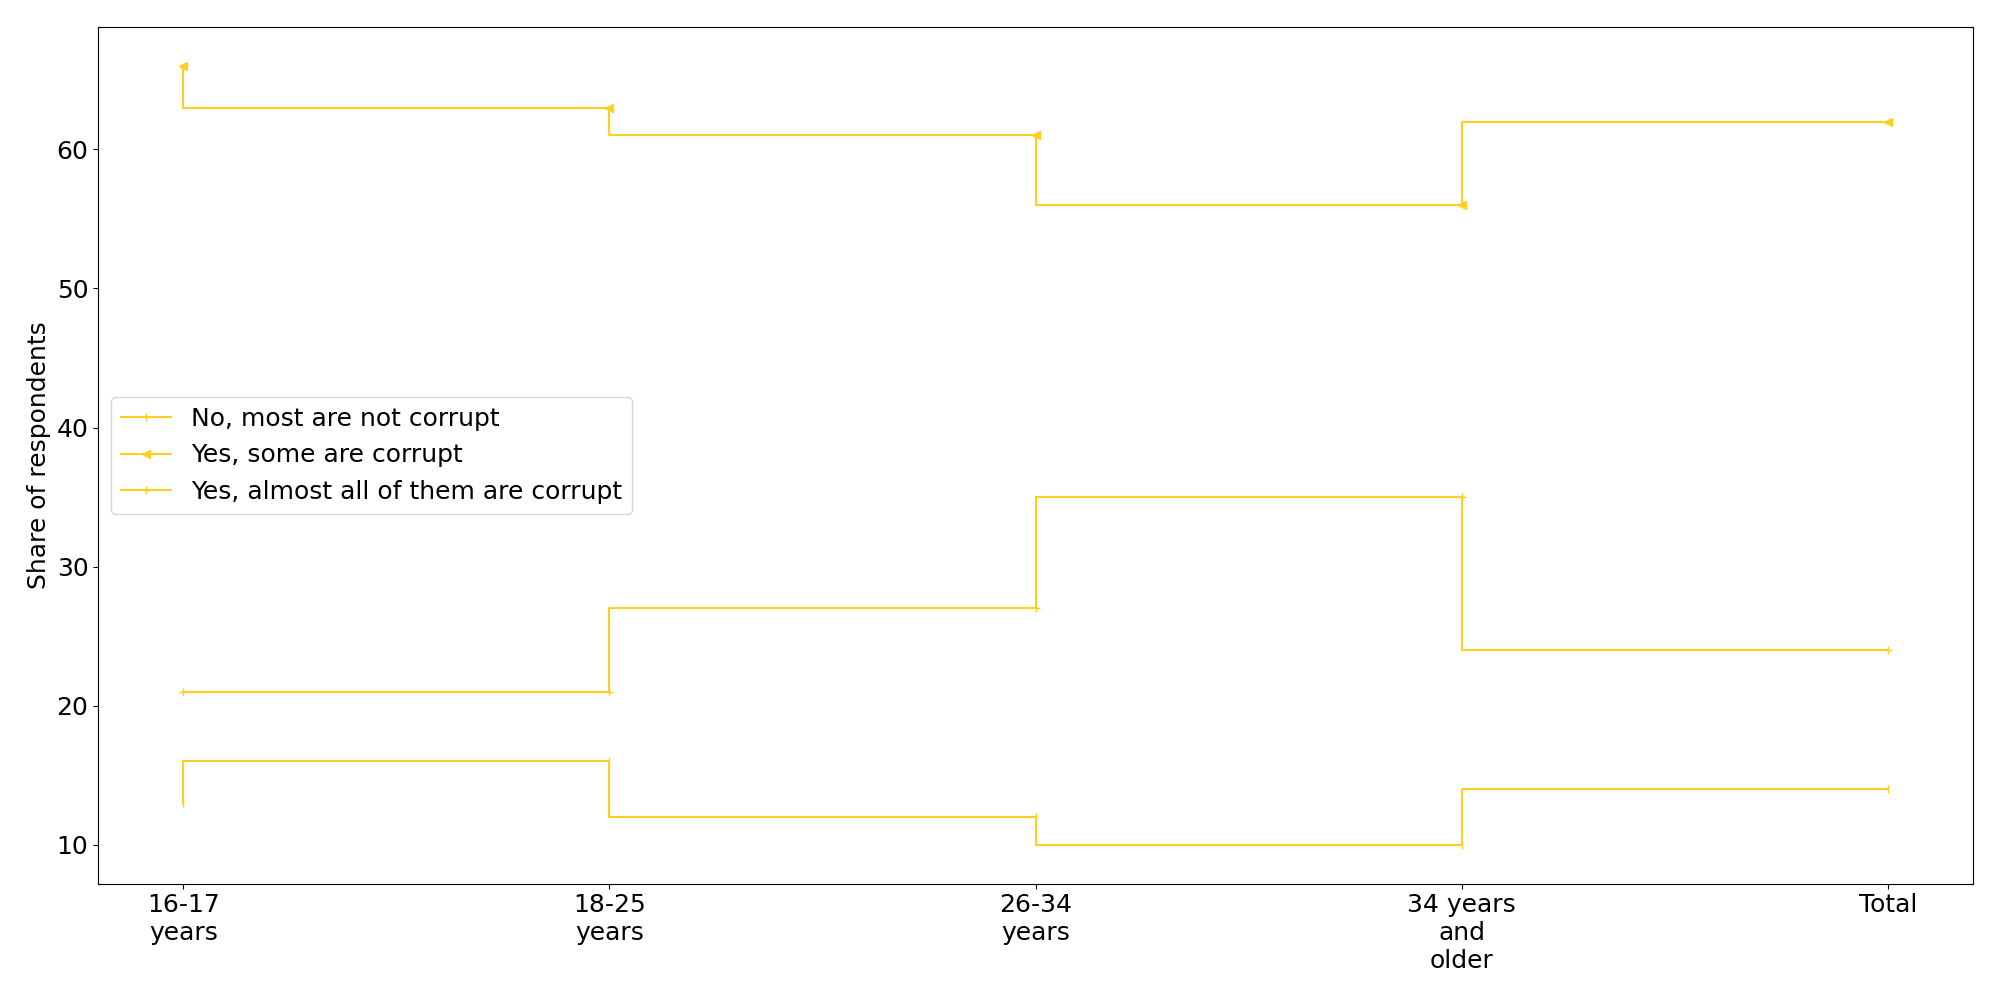 Share of respondents
60
50
40
30
20
10
No, most are not corrupt
Yes, some are corrupt
Yes, almost all of them are corrupt
16-17
years
18-25
years
26-34
years
34 years
and
older
Total